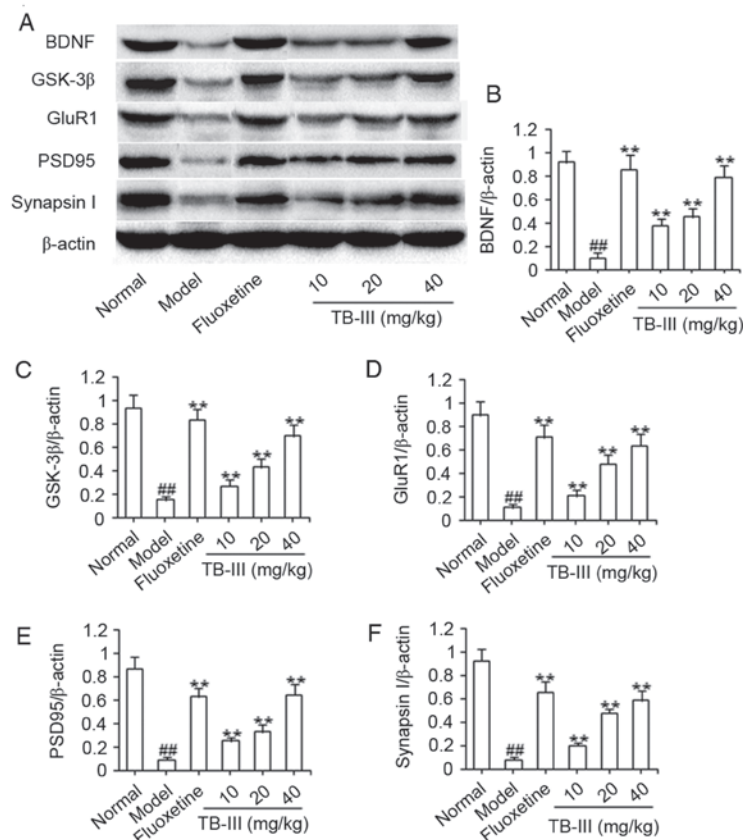 A
BDNF
GSK-3β
GluR1
PSD95
Synapsin I
β-actin
Normal Model Fluoxetine 10 20 40
TB-III (mg/kg)
B
BDNF/β-actin
1.2
1
0.8
0.6
0.4
0.2
0
## ** ** ** **
Normal Model Fluoxetine 10 20 40
TB-III (mg/kg)
C
GSK-3β/β-actin
1.2
1
0.8
0.6
0.4
0.2
0
## ** ** ** **
Normal Model Fluoxetine 10 20 40
TB-III (mg/kg)
D
GluR1/β-actin
1.2
1
0.8
0.6
0.4
0.2
0
## ** ** ** **
Normal Model Fluoxetine 10 20 40
TB-III (mg/kg)
E
PSD95/β-actin
1.2
1
0.8
0.6
0.4
0.2
0
## ** ** ** **
Normal Model Fluoxetine 10 20 40
TB-III (mg/kg)
F
Synapsin I/β-actin
1.2
1
0.8
0.6
0.4
0.2
0
## ** ** ** **
Normal Model Fluoxetine 10 20 40
TB-III (mg/kg)